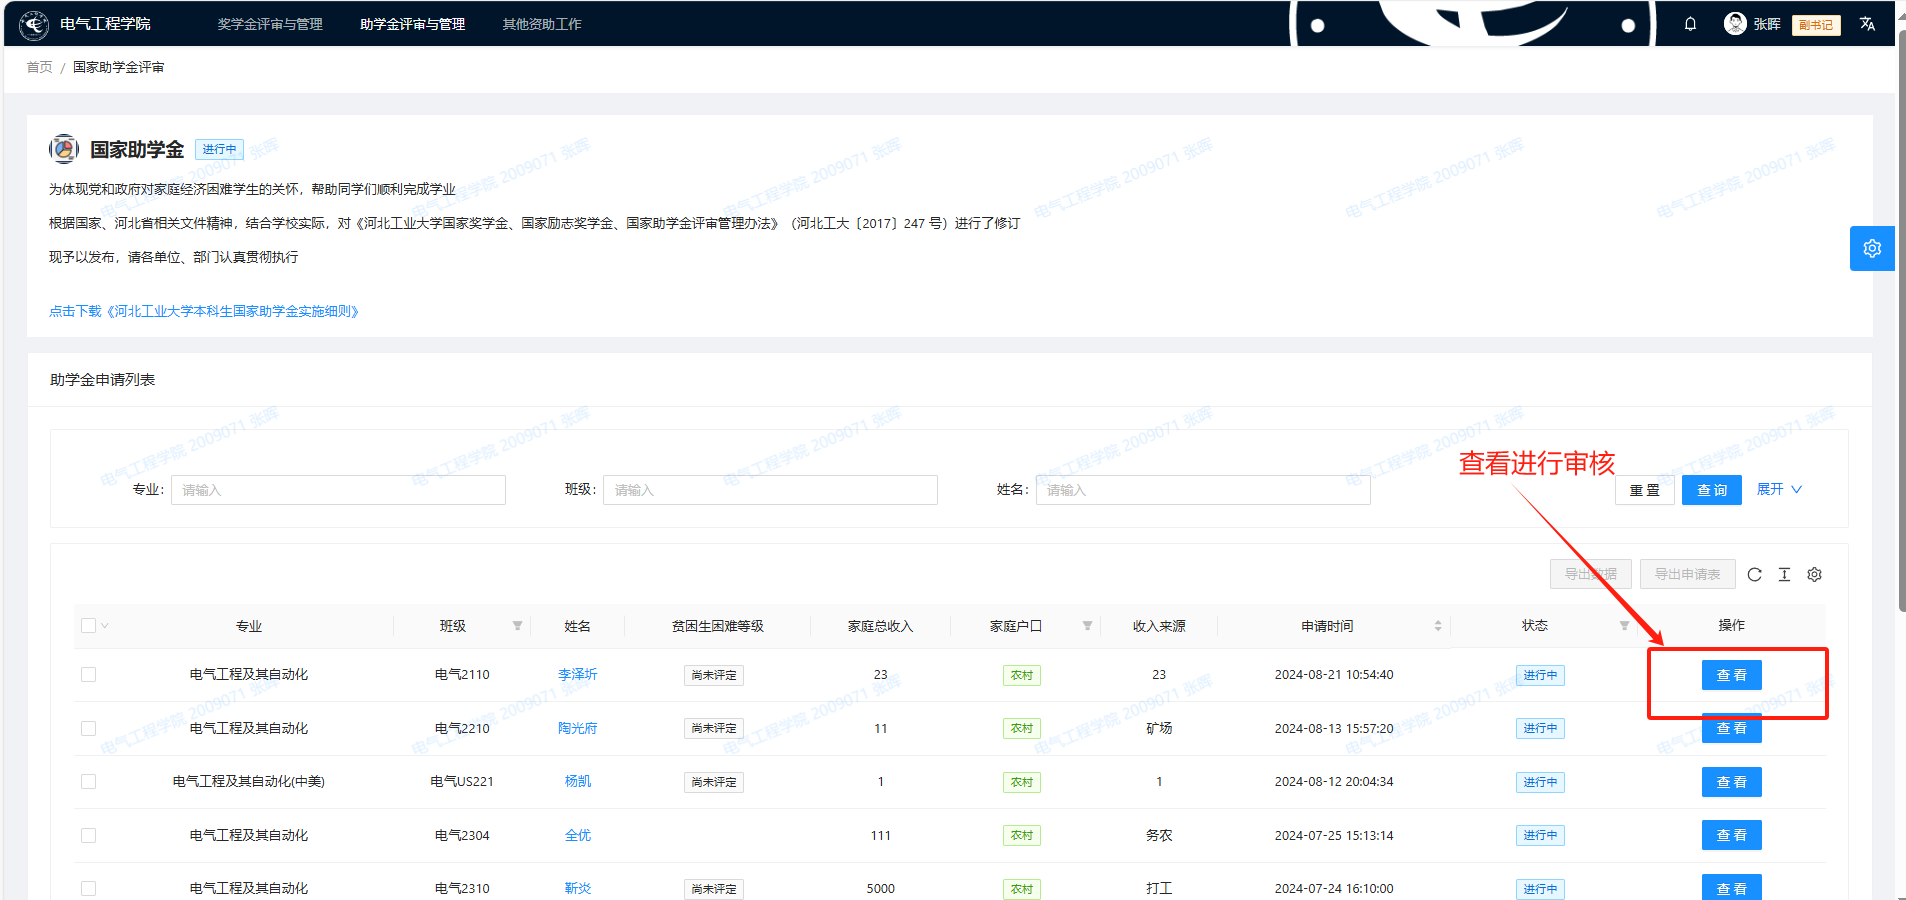 电气工程学院 奖学金评审与管理 助学金评审与管理 其他资助工作 张晖 副书记
首页 / 国家助学金评审
国家助学金 进行中
为体现党和政府对家庭经济困难学生的关怀，帮助同学们顺利完成学业
根据国家、河北省相关文件精神，结合学校实际，对《河北工业大学国家奖学金、国家励志奖学金、国家助学金评审管理办法》（河北工大〔2017〕247 号）进行了修订
现予以发布，请各单位、部门认真贯彻执行
点击下载《河北工业大学本科生国家助学金实施细则》
助学金申请列表
查看进行审核
专业： 请输入 班级： 请输入 姓名： 请输入 重置 查询 展开
导出数据 导出申请表
专业 班级 姓名 贫困生困难等级 家庭总收入 家庭户口 收入来源 申请时间 状态 操作
电气工程及其自动化 电气2110 李泽圻 尚未评定 23 农村 23 2024-08-21 10:54:40 进行中 查看
电气工程及其自动化 电气2210 陶光府 尚未评定 11 农村 矿场 2024-08-13 15:57:20 进行中 查看
电气工程及其自动化(中美) 电气US221 杨凯 尚未评定 1 农村 1 2024-08-12 20:04:34 进行中 查看
电气工程及其自动化 电气2304 全优 111 农村 务农 2024-07-25 15:13:14 进行中 查看
电气工程及其自动化 电气2310 靳炎 尚未评定 5000 农村 打工 2024-07-24 16:10:00 进行中 查看
电气工程学院 2009071 张晖